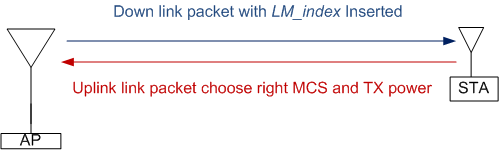 Down link packet with LM_index Inserted
Uplink link packet choose right MCS and TX power
STA
AP